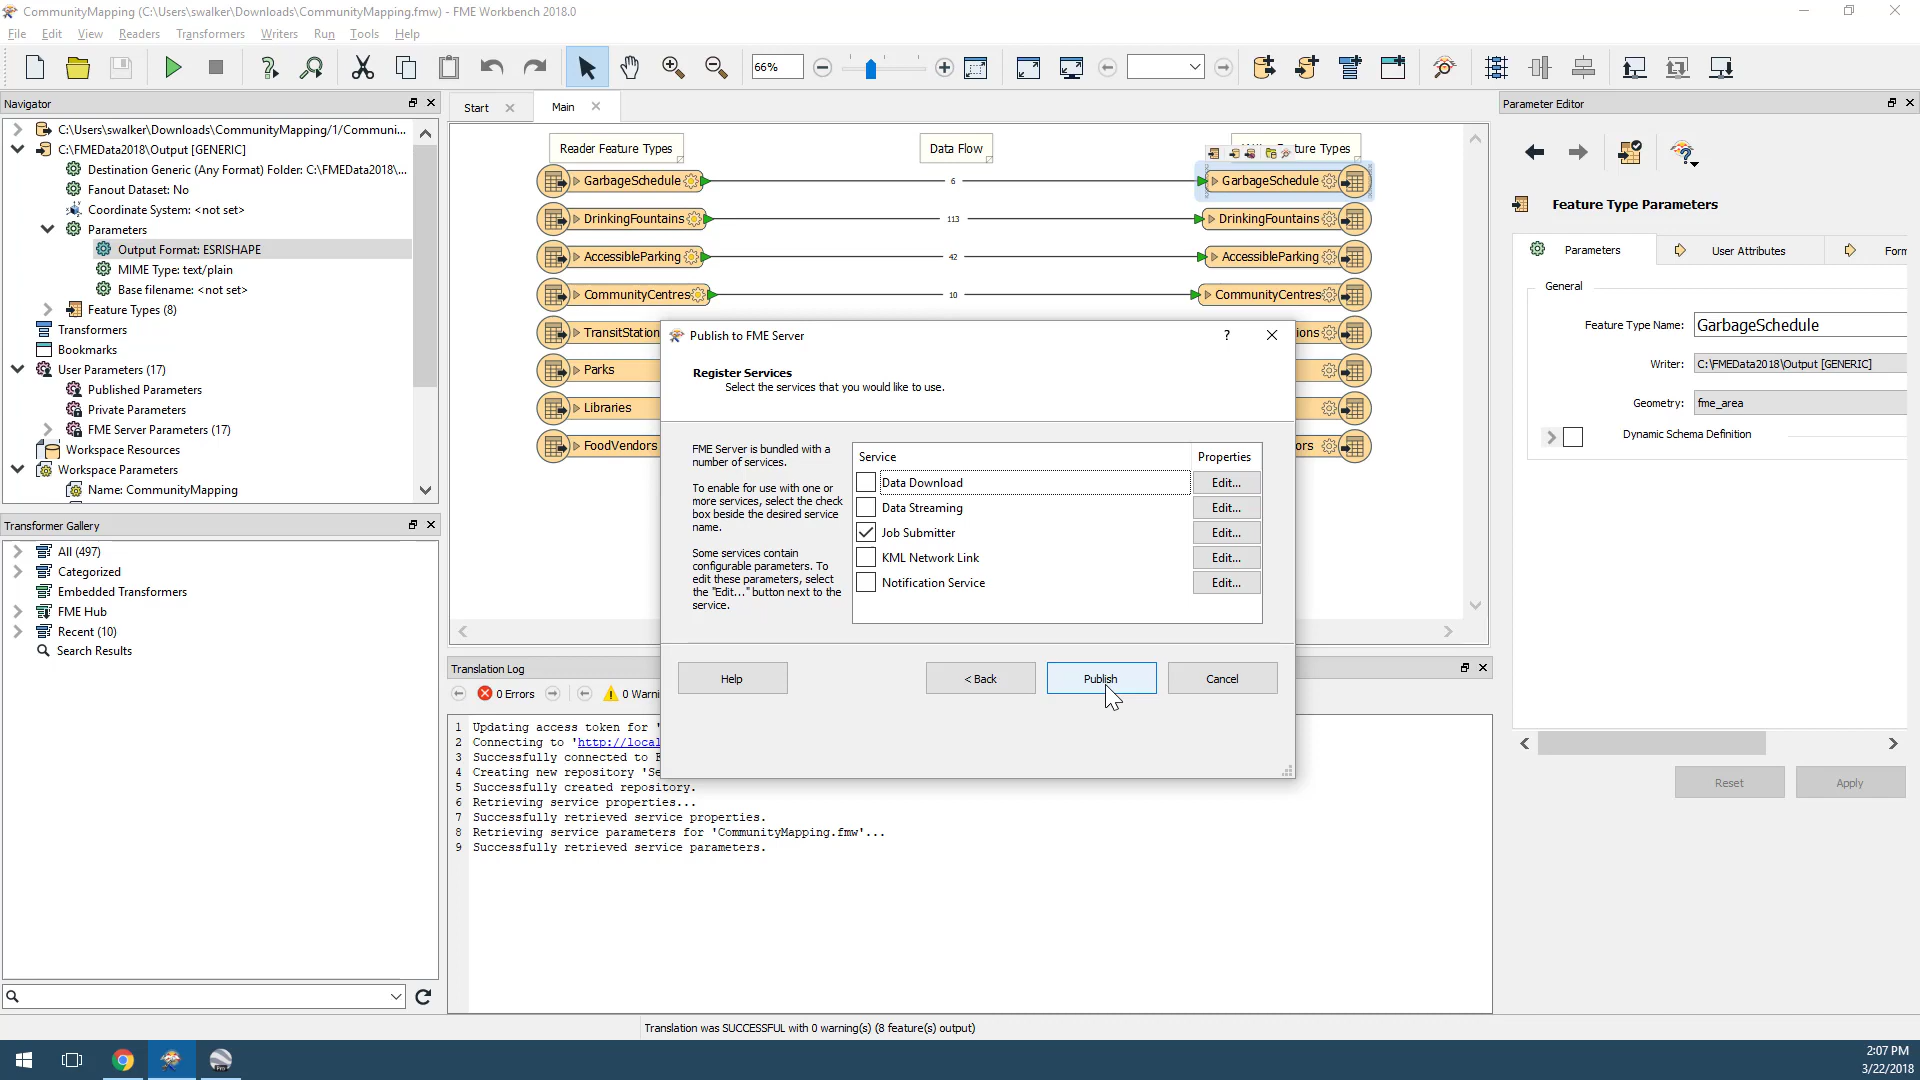 CommunityMapping (C:\Users\swalker\Downloads\CommunityMapping.fmw) - FME Workbench 2018.0
File Edit View Readers Transformers Writers Run Tools Help
66%
Navigator
C:\Users\swalker\Downloads\CommunityMapping/1/Communi...
C:\FMEData2018\Output [GENERIC]
Destination Generic (Any Format) Folder: C:\FMEData2018\...
Fanout Dataset: No
Coordinate System: <not set>
Parameters
Output Format: ESRISHAPE
MIME Type: text/plain
Base filename: <not set>
Feature Types (8)
Transformers
Bookmarks
User Parameters (17)
Published Parameters
Private Parameters
FME Server Parameters (17)
Workspace Resources
Workspace Parameters
Name: CommunityMapping
Transformer Gallery
All (497)
Categorized
Embedded Transformers
FME Hub
Recent (10)
Search Results
Start Main
Reader Feature Types Data Flow ture Types
GarbageSchedule 6 GarbageSchedule
DrinkingFountains 113 DrinkingFountains
AccessibleParking 42 AccessibleParking
CommunityCentres 10 CommunityCentres
TransitStation ions
Parks
Libraries
FoodVendors ors
Publish to FME Server
?
Register Services
Select the services that you would like to use.
FME Server is bundled with a
number of services.
To enable for use with one or
more services, select the check
box beside the desired service
name.
Some services contain
configurable parameters. To
edit these parameters, select
the "Edit..." button next to the
service.
Service Properties
Data Download Edit...
Data Streaming Edit...
Job Submitter Edit...
KML Network Link Edit...
Notification Service Edit...
Help < Back Publish Cancel
Translation Log
0 Errors 0 Warni
1 Updating access token for '
2 Connecting to 'http://local
3 Successfully connected to
4 Creating new repository 'Se
5 Successfully created repository.
6 Retrieving service properties...
7 Successfully retrieved service properties.
8 Retrieving service parameters for 'CommunityMapping.fmw'...
9 Successfully retrieved service parameters.
Parameter Editor
Feature Type Parameters
Parameters User Attributes Forn
General
Feature Type Name: GarbageSchedule
Writer: C:\FMEData2018\Output [GENERIC]
Geometry: fme_area
Dynamic Schema Definition
Reset Apply
Translation was SUCCESSFUL with 0 warning(s) (8 feature(s) output)
2:07 PM
3/22/2018